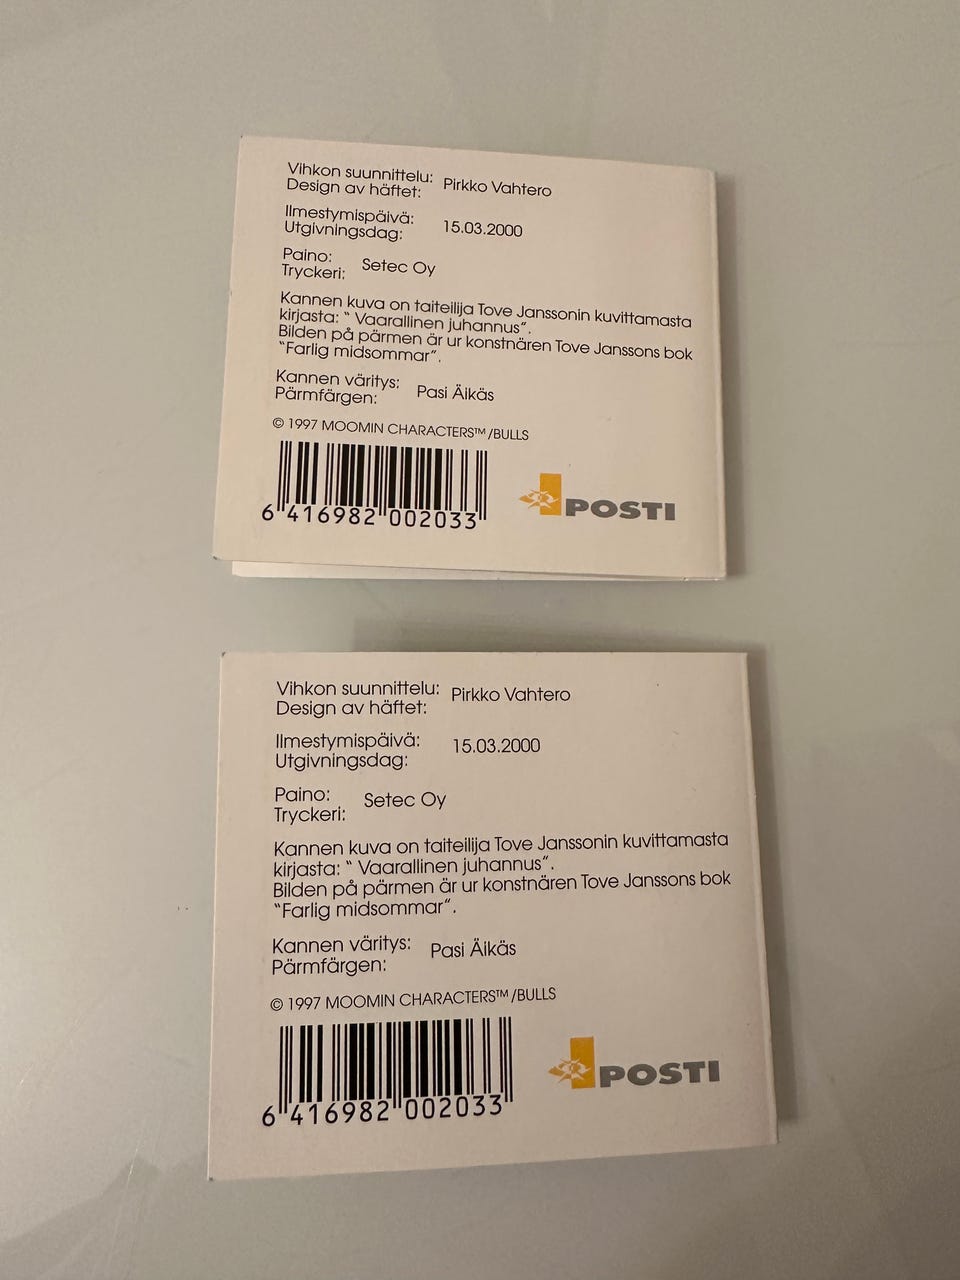 Vihkon suunnittelu: Pirkko Vahtero
Design av häftet:
Ilmestymispäivä: 15.03.2000
Utgivningsdag:
Paino: Setec Oy
Tryckeri:
Kannen kuva on taiteilija Tove Janssonin kuvittamasta
kirjasta: “ Vaarallinen juhannus”.
Bilden på pärmen är ur konstnären Tove Janssons bok
“Farlig midsommar”.
Kannen väritys: Pasi Äikäs
Pärmfärgen:
© 1997 MOOMIN CHARACTERS™/BULLS
6 416982 002033
POSTI
Vihkon suunnittelu: Pirkko Vahtero
Design av häftet:
Ilmestymispäivä: 15.03.2000
Utgivningsdag:
Paino: Setec Oy
Tryckeri:
Kannen kuva on taiteilija Tove Janssonin kuvittamasta
kirjasta: “ Vaarallinen juhannus”.
Bilden på pärmen är ur konstnären Tove Janssons bok
“Farlig midsommar”.
Kannen väritys: Pasi Äikäs
Pärmfärgen:
© 1997 MOOMIN CHARACTERS™/BULLS
6 416982 002033
POSTI